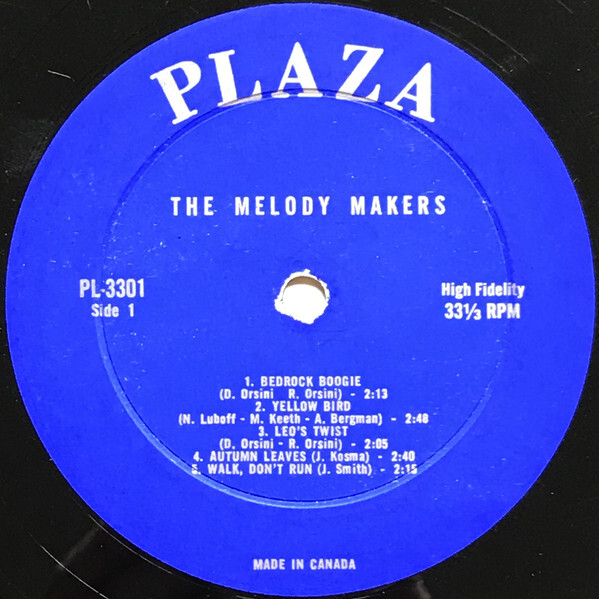 PLAZA
THE MELODY MAKERS
PL-3301
Side 1
High Fidelity
33⅓ RPM
1. BEDROCK BOOGIE
(D. Orsini R. Orsini) - 2:13
2. YELLOW BIRD
(N. Luboff - M. Keeth - A. Bergman) - 2:48
3. LEO'S TWIST
(D. Orsini - R. Orsini) - 2:05
4. AUTUMN LEAVES (J. Kosma) - 2:40
5. WALK, DON'T RUN (J. Smith) - 2:15
MADE IN CANADA